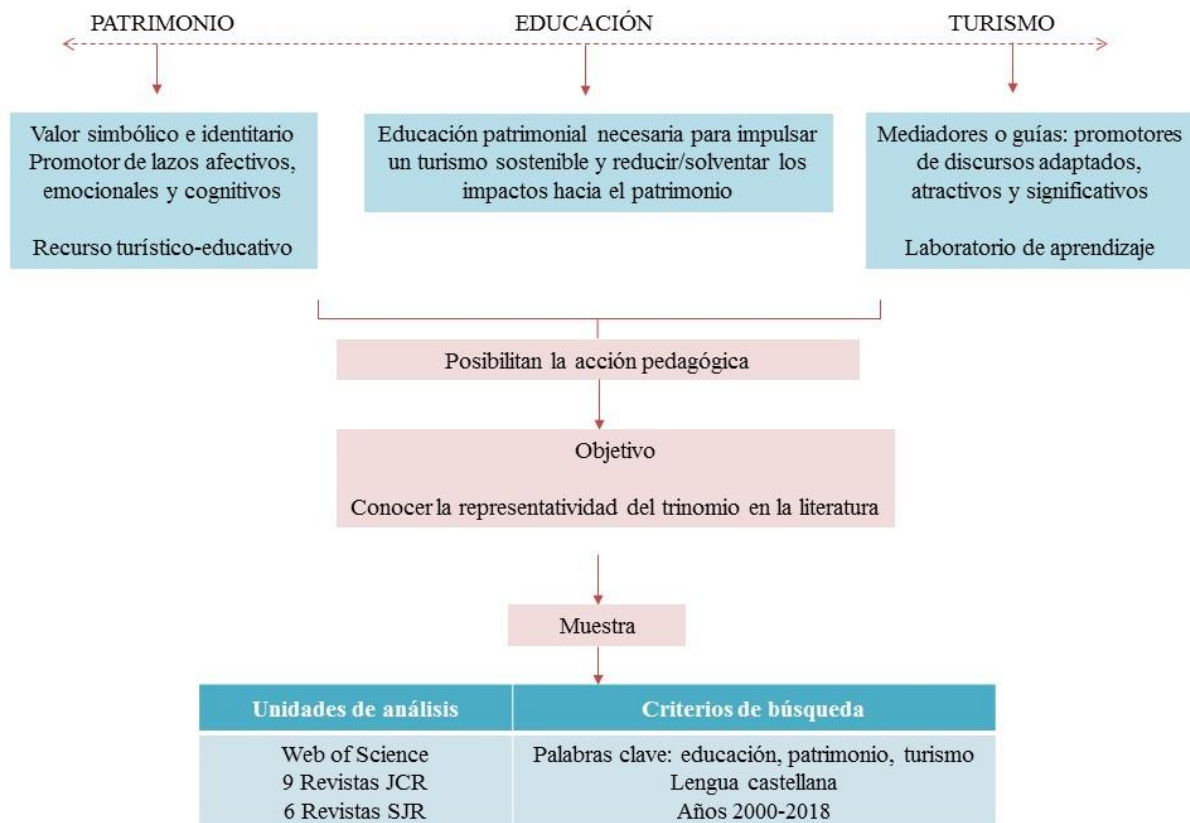 PATRIMONIO
EDUCACIÓN
TURISMO
Valor simbólico e identitario
Promotor de lazos afectivos,
emocionales y cognitivos
Recurso turístico-educativo
Educación patrimonial necesaria para impulsar
un turismo sostenible y reducir/solventar los
impactos hacia el patrimonio
Mediadores o guías: promotores
de discursos adaptados,
atractivos y significativos
Laboratorio de aprendizaje
Posibilitan la acción pedagógica
Objetivo
Conocer la representatividad del trinomio en la literatura
Muestra
Unidades de análisis
Criterios de búsqueda
Web of Science
9 Revistas JCR
6 Revistas SJR
Palabras clave: educación, patrimonio, turismo
Lengua castellana
Años 2000-2018